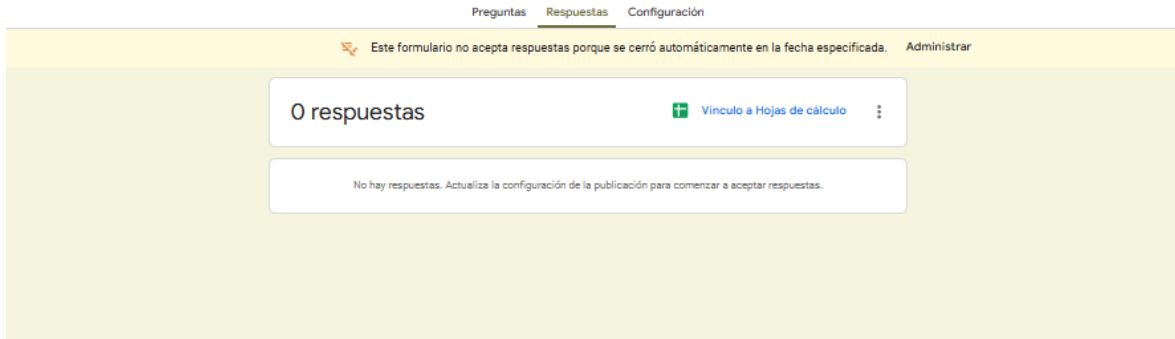 Preguntas Respuestas Configuración
Este formulario no acepta respuestas porque se cerró automáticamente en la fecha especificada. Administrar
0 respuestas Vínculo a Hojas de cálculo
No hay respuestas. Actualiza la configuración de la publicación para comenzar a aceptar respuestas.